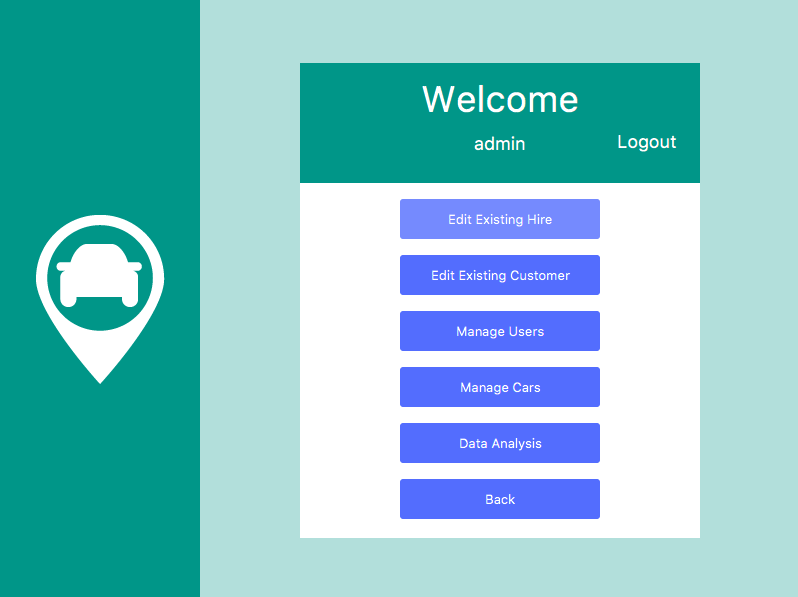 Welcome
admin
Logout
Edit Existing Hire
Edit Existing Customer
Manage Users
Manage Cars
Data Analysis
Back